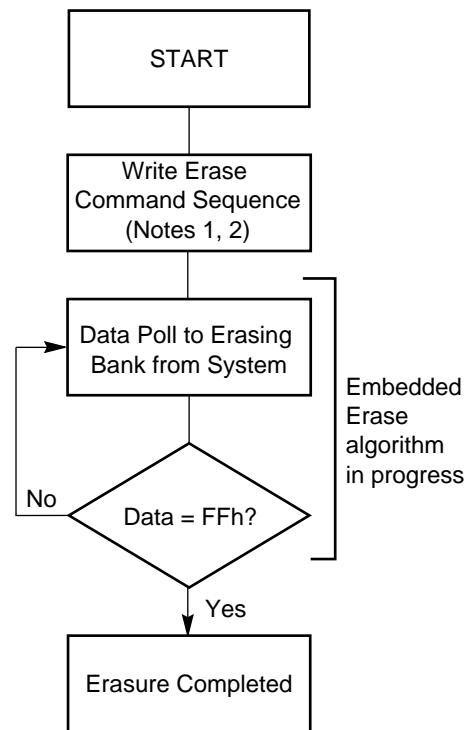 START
Write Erase
Command Sequence
(Notes 1, 2)
Data Poll to Erasing
Bank from System
Embedded
Erase
algorithm
in progress
No
Data = FFh?
Yes
Erasure Completed